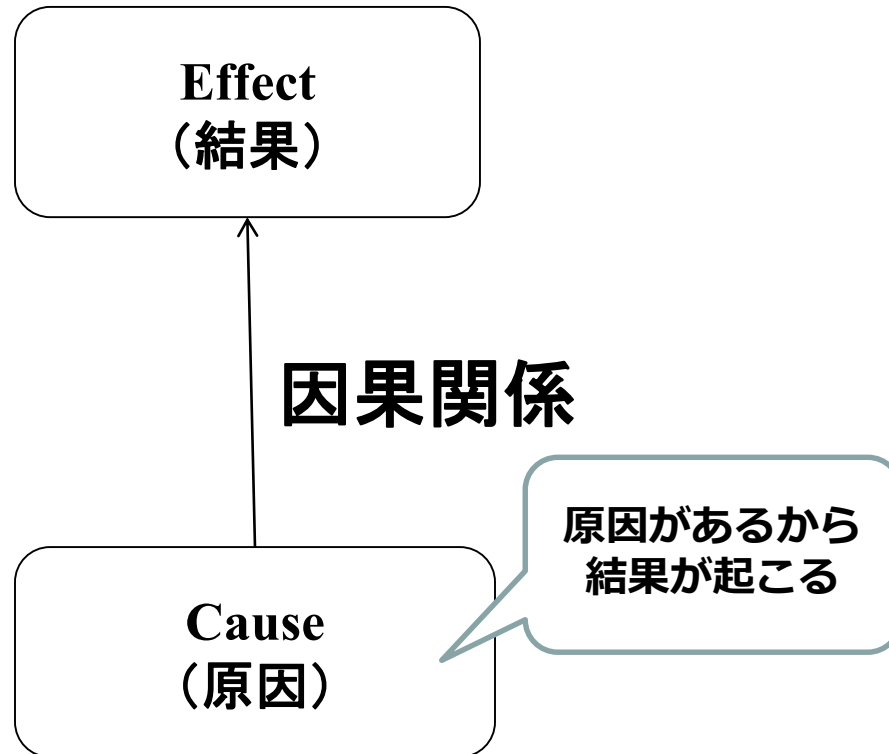 Effect
（結果）
因果関係
原因があるから
結果が起こる
Cause
（原因）